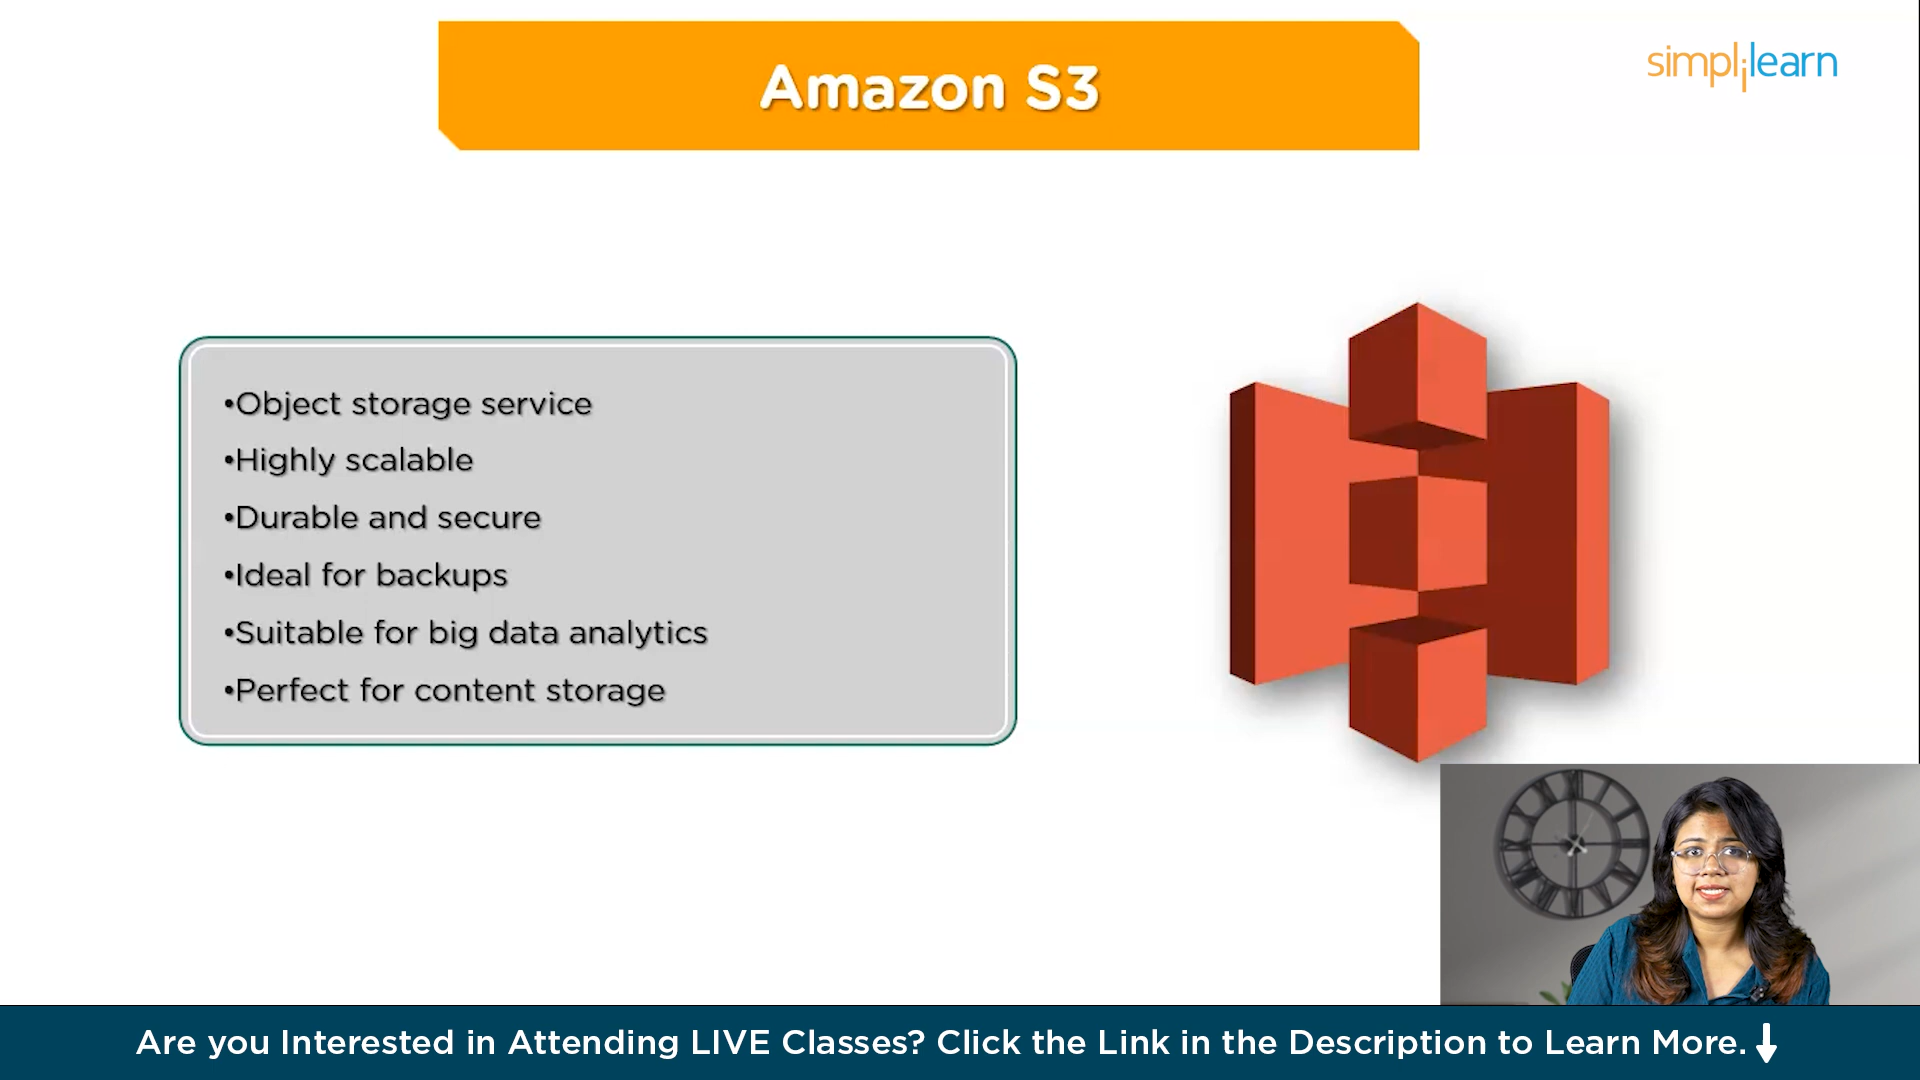 Amazon S3
simplilearn
•Object storage service
•Highly scalable
•Durable and secure
•Ideal for backups
•Suitable for big data analytics
•Perfect for content storage
Are you Interested in Attending LIVE Classes? Click the Link in the Description to Learn More.